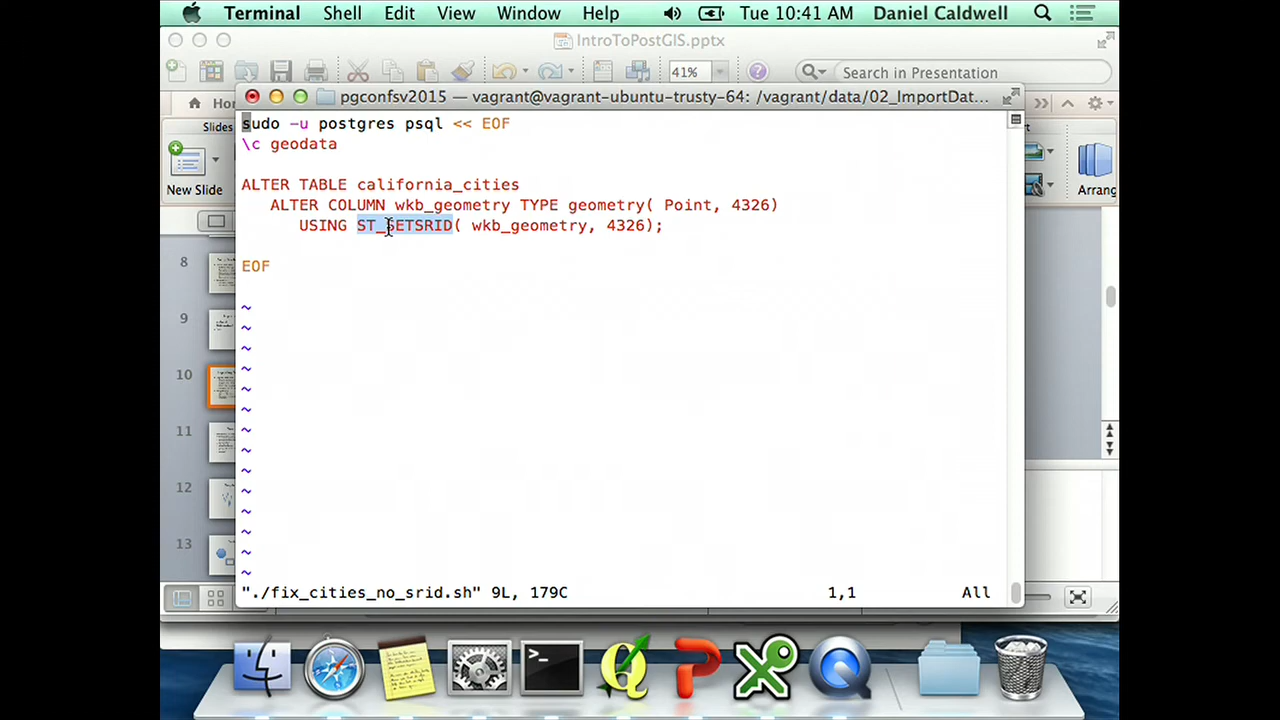 Terminal Shell Edit View Window Help Tue 10:41 AM Daniel Caldwell
IntroToPostGIS.pptx
41% Search in Presentation
pgconfsv2015 — vagrant@vagrant-ubuntu-trusty-64: /vagrant/data/02_ImportDat...
Slides
New Slide
Arrang
sudo -u postgres psql << EOF
\c geodata
ALTER TABLE california_cities
ALTER COLUMN wkb_geometry TYPE geometry( Point, 4326)
USING ST_SETSRID( wkb_geometry, 4326);
EOF
~
~
~
~
~
~
~
~
~
~
~
~
~
~
8
9
10
11
12
13
"./fix_cities_no_srid.sh" 9L, 179C 1,1 All